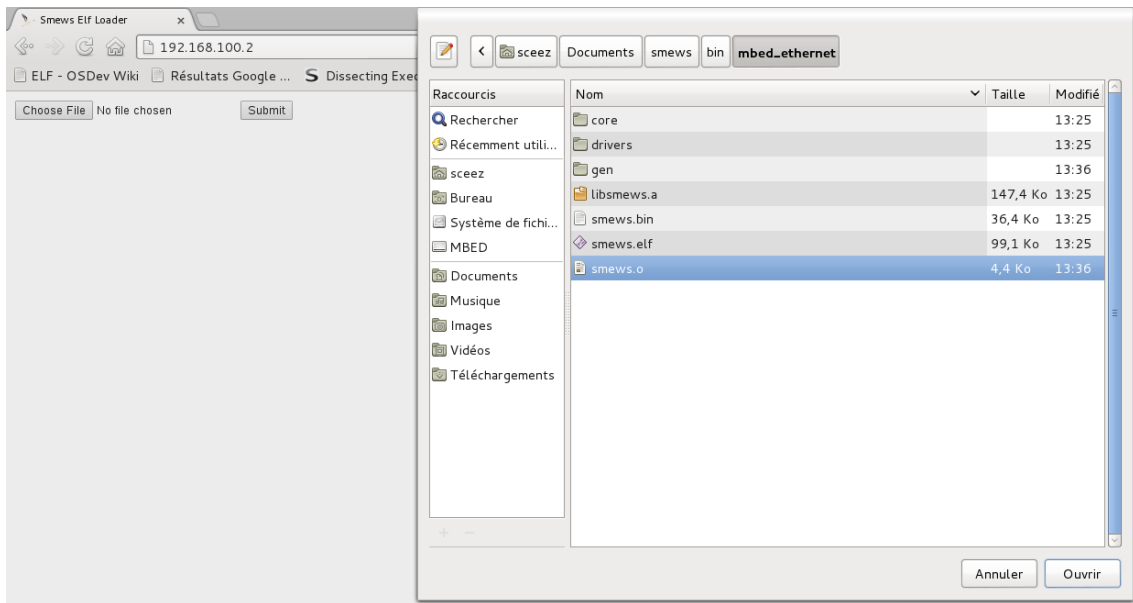 Smews Elf Loader
192.168.100.2
ELF - OSDev Wiki Résultats Google ... Dissecting Exec
Choose File No file chosen Submit
sceez Documents smews bin mbed_ethernet
Raccourcis
Rechercher
Récemment utili...
sceez
Bureau
Système de fichi...
MBED
Documents
Musique
Images
Vidéos
Téléchargements
Nom Taille Modifié
core 13:25
drivers 13:25
gen 13:36
libsmews.a 147,4 Ko 13:25
smews.bin 36,4 Ko 13:25
smews.elf 99,1 Ko 13:25
smews.o 4,4 Ko 13:36
Annuler Ouvrir